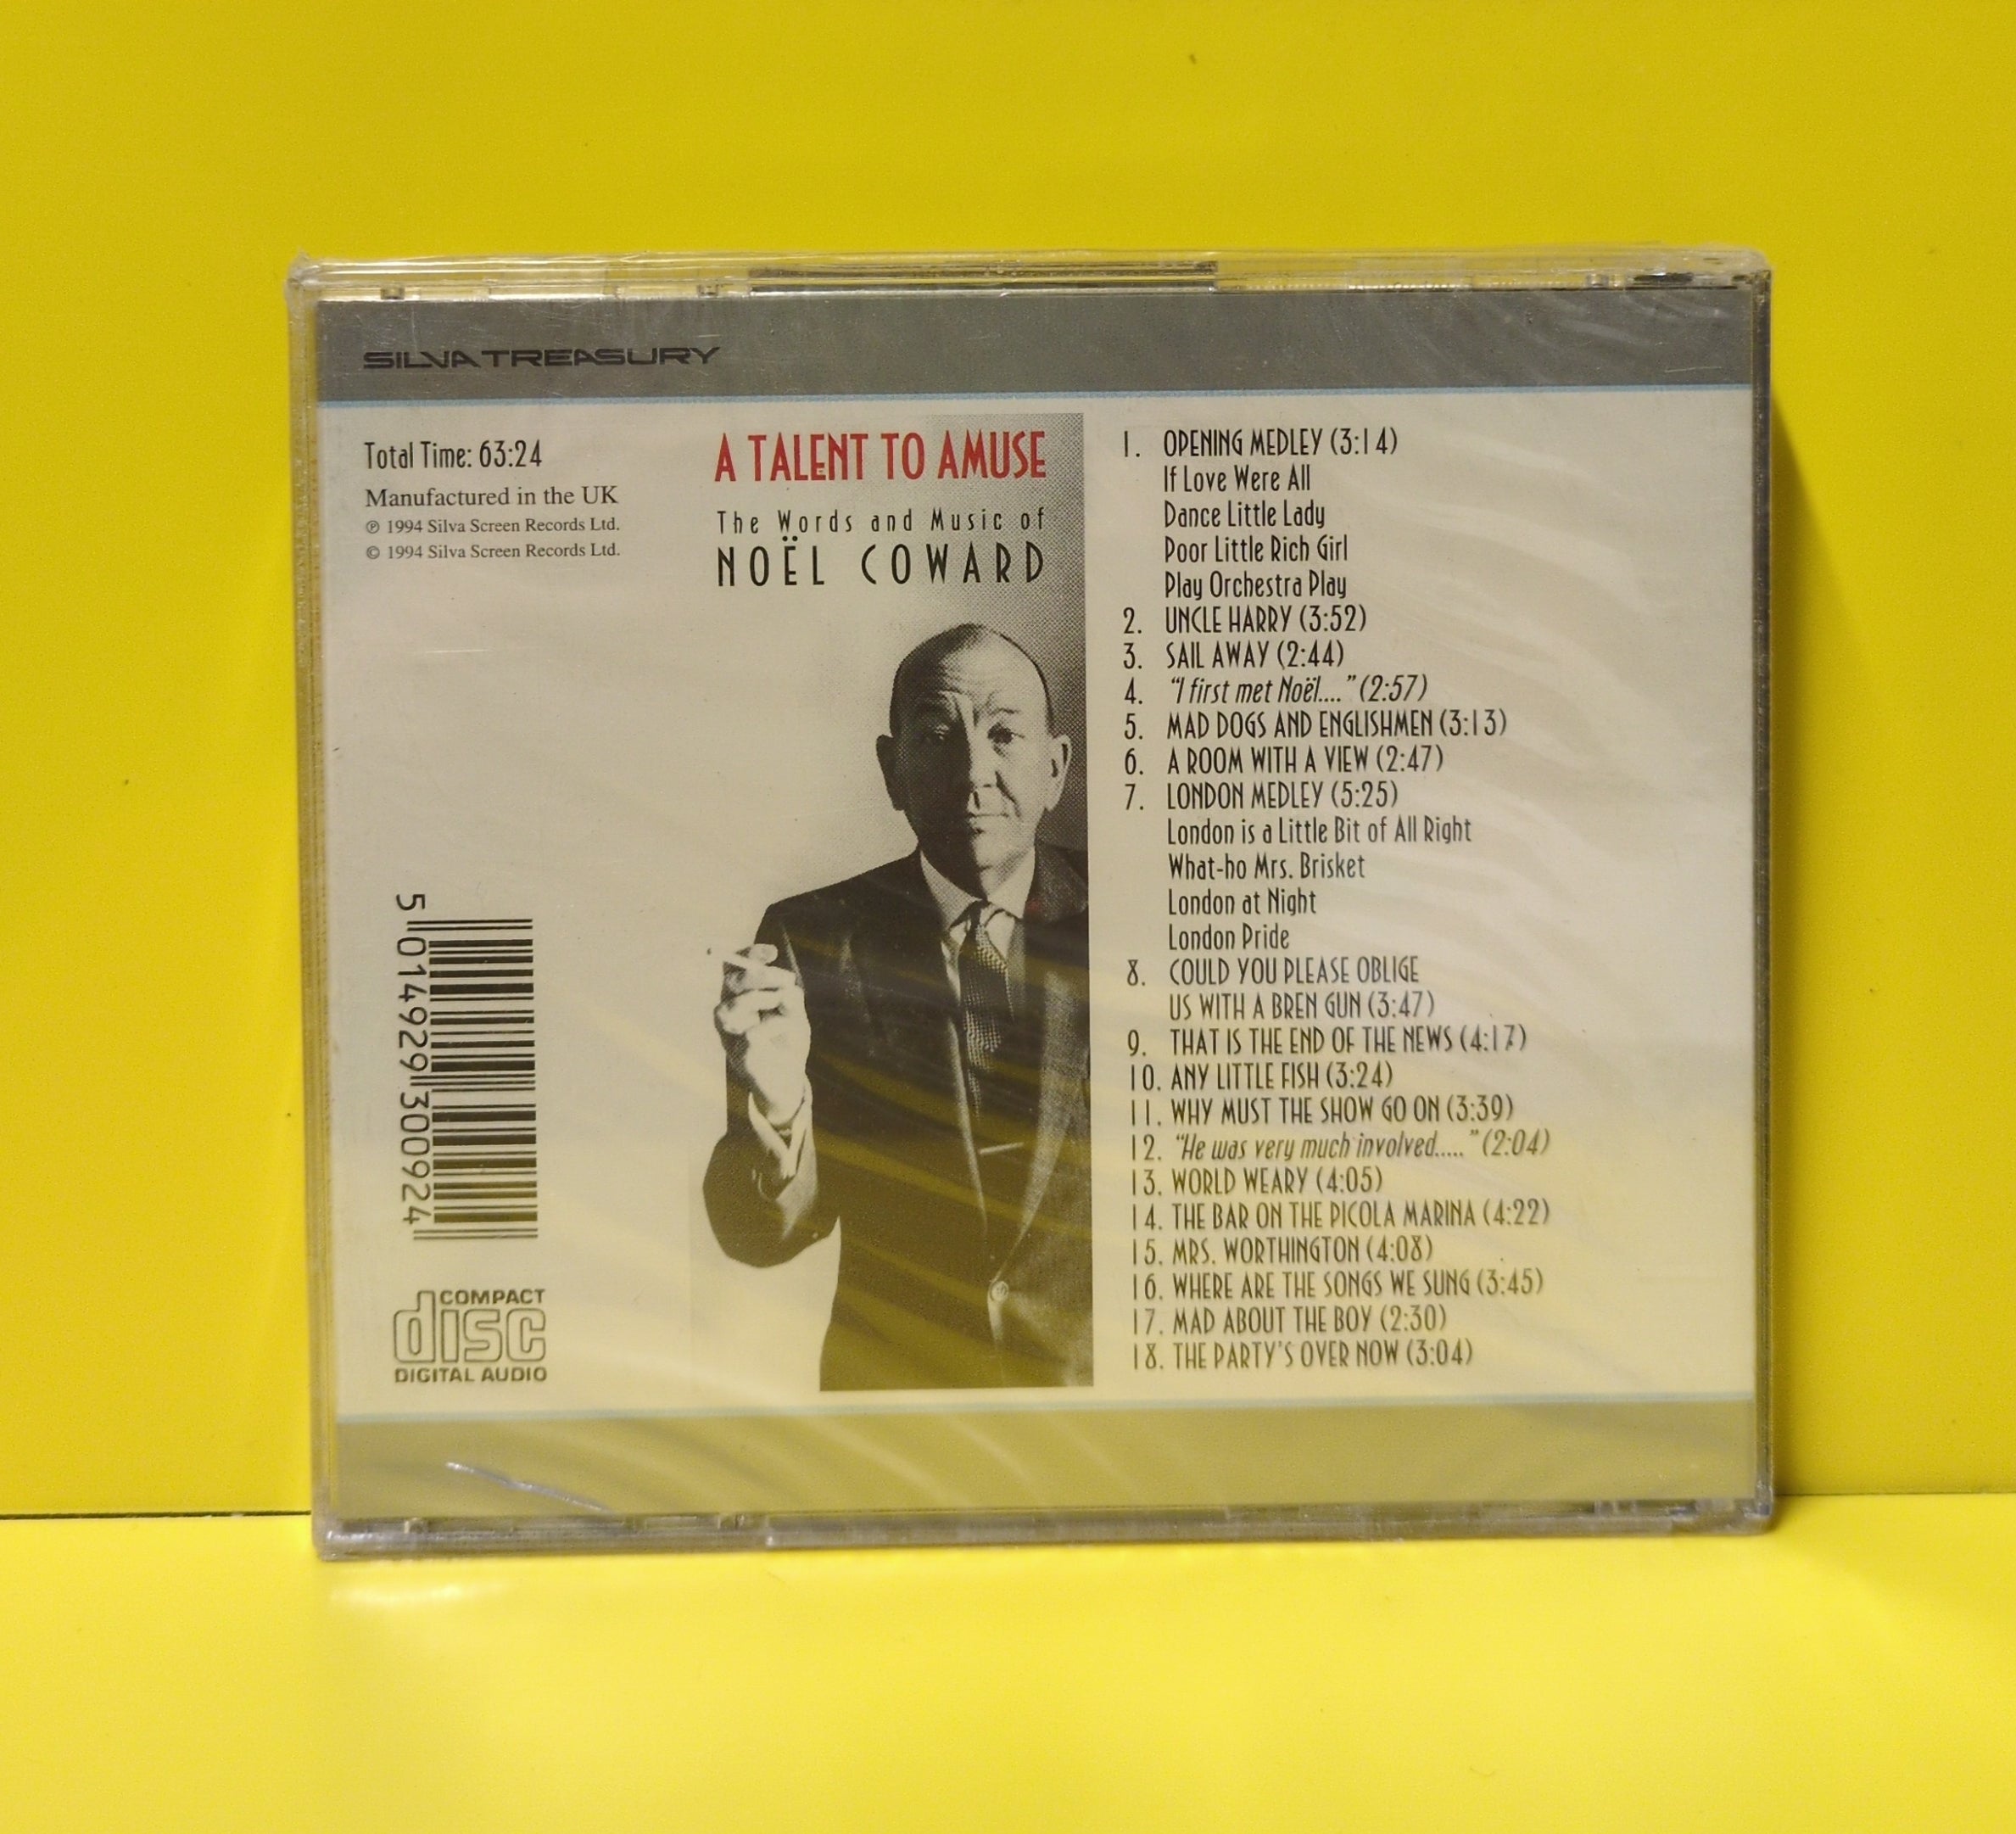 SILVA TREASURY
Total Time: 63:24
Manufactured in the UK
℗ 1994 Silva Screen Records Ltd.
© 1994 Silva Screen Records Ltd.
A TALENT TO AMUSE
The Words and Music of
NOËL COWARD
1. OPENING MEDLEY (3:14)
If Love Were All
Dance Little Lady
Poor Little Rich Girl
Play Orchestra Play
2. UNCLE HARRY (3:52)
3. SAIL AWAY (2:44)
4. "I first met Noël...." (2:57)
5. MAD DOGS AND ENGLISHMEN (3:13)
6. A ROOM WITH A VIEW (2:47)
7. LONDON MEDLEY (5:25)
London is a Little Bit of All Right
What-ho Mrs. Brisket
London at Night
London Pride
8. COULD YOU PLEASE OBLIGE
US WITH A BREN GUN (3:47)
9. THAT IS THE END OF THE NEWS (4:17)
10. ANY LITTLE FISH (3:24)
11. WHY MUST THE SHOW GO ON (3:39)
12. "He was very much involved....." (2:04)
13. WORLD WEARY (4:05)
14. THE BAR ON THE PICOLA MARINA (4:22)
15. MRS. WORTHINGTON (4:08)
16. WHERE ARE THE SONGS WE SUNG (3:45)
17. MAD ABOUT THE BOY (2:30)
18. THE PARTY'S OVER NOW (3:04)
5 014929 300924
COMPACT
disc
DIGITAL AUDIO